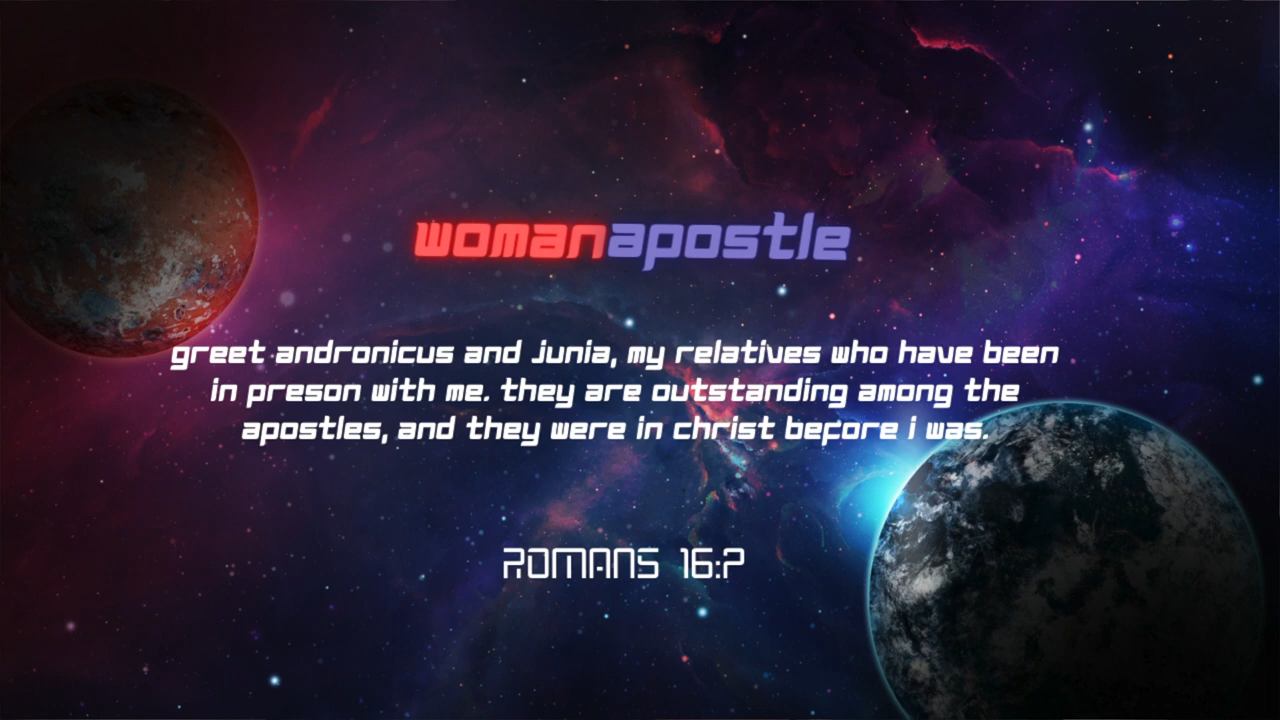 womanapostle
greet andronicus and junia, my relatives who have been
in preson with me. they are outstanding among the
apostles, and they were in christ before i was.
ROMANS 16:7